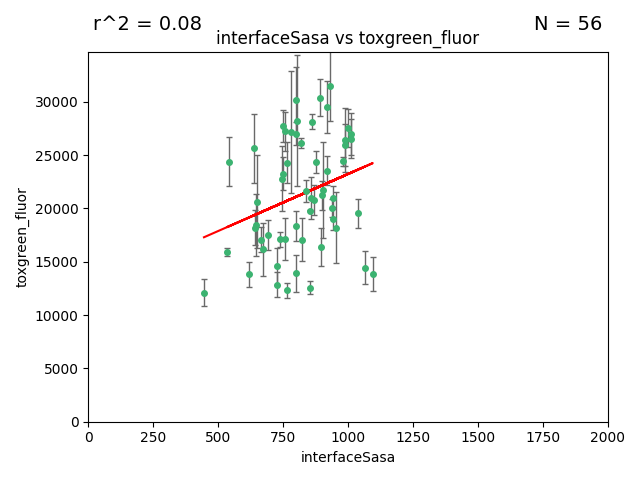 r^2 = 0.08
N = 56
interfaceSasa vs toxgreen_fluor
30000
25000
20000
15000
10000
5000
0
toxgreen_fluor
0 250 500 750 1000 1250 1500 1750 2000
interfaceSasa